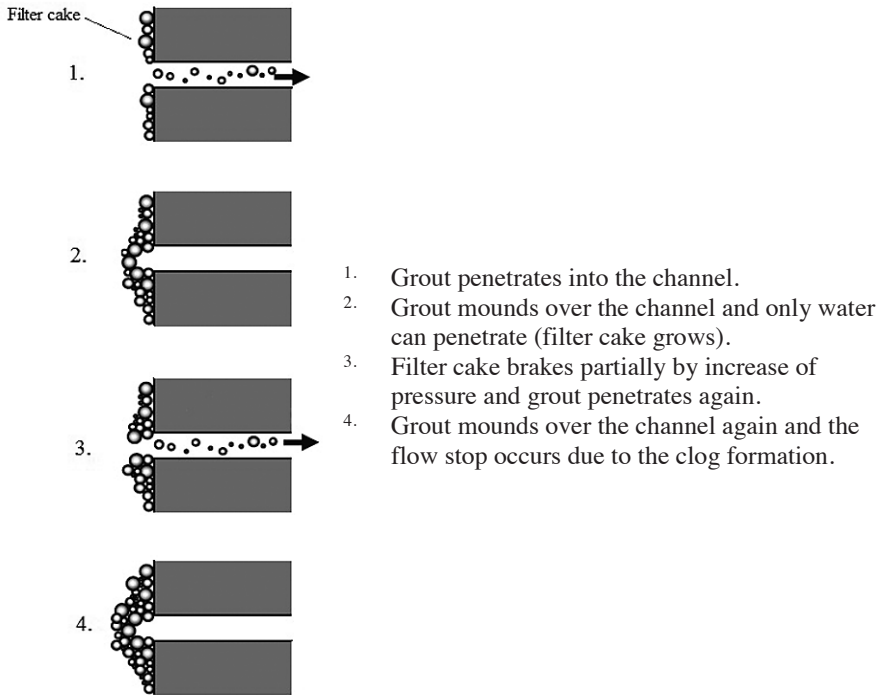 Filter cake
1.
2.
3.
4.
1. Grout penetrates into the channel.
2. Grout mounds over the channel and only water
can penetrate (filter cake grows).
3. Filter cake brakes partially by increase of
pressure and grout penetrates again.
4. Grout mounds over the channel again and the
flow stop occurs due to the clog formation.